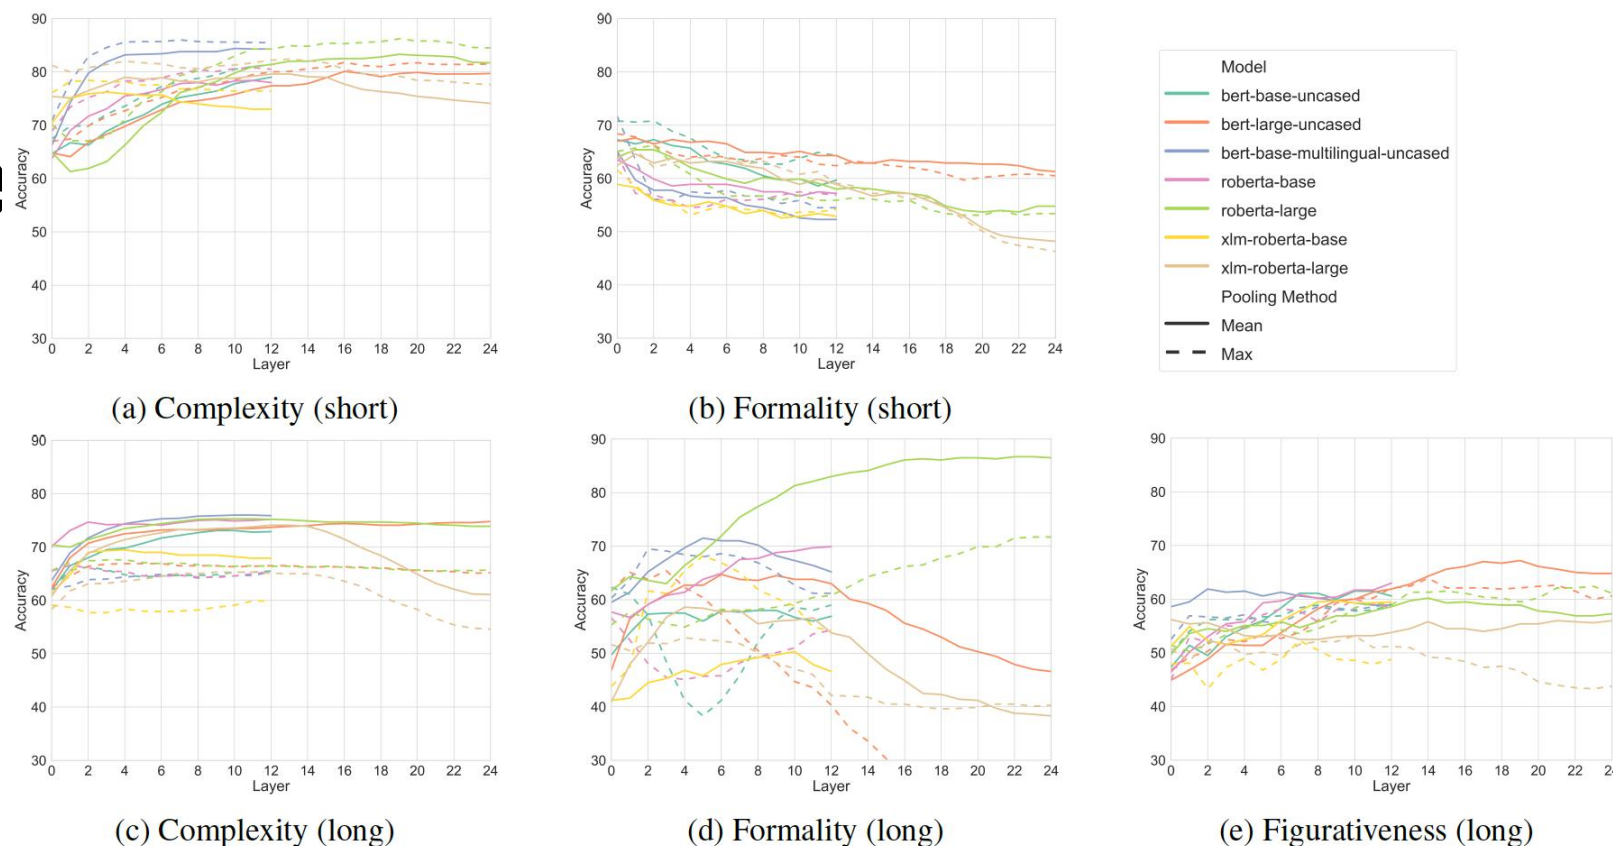 90
80
70
60
50
40
30
Accuracy
0 2 4 6 8 10 12 14 16 18 20 22 24
Layer
(a) Complexity (short)
90
80
70
60
50
40
30
Accuracy
0 2 4 6 8 10 12 14 16 18 20 22 24
Layer
(b) Formality (short)
Model
bert-base-uncased
bert-large-uncased
bert-base-multilingual-uncased
roberta-base
roberta-large
xlm-roberta-base
xlm-roberta-large
Pooling Method
Mean
Max
90
80
70
60
50
40
30
Accuracy
0 2 4 6 8 10 12 14 16 18 20 22 24
Layer
(c) Complexity (long)
90
80
70
60
50
40
30
Accuracy
0 2 4 6 8 10 12 14 16 18 20 22 24
Layer
(d) Formality (long)
90
80
70
60
50
40
30
Accuracy
0 2 4 6 8 10 12 14 16 18 20 22
Layer
(e) Figurativeness (long)